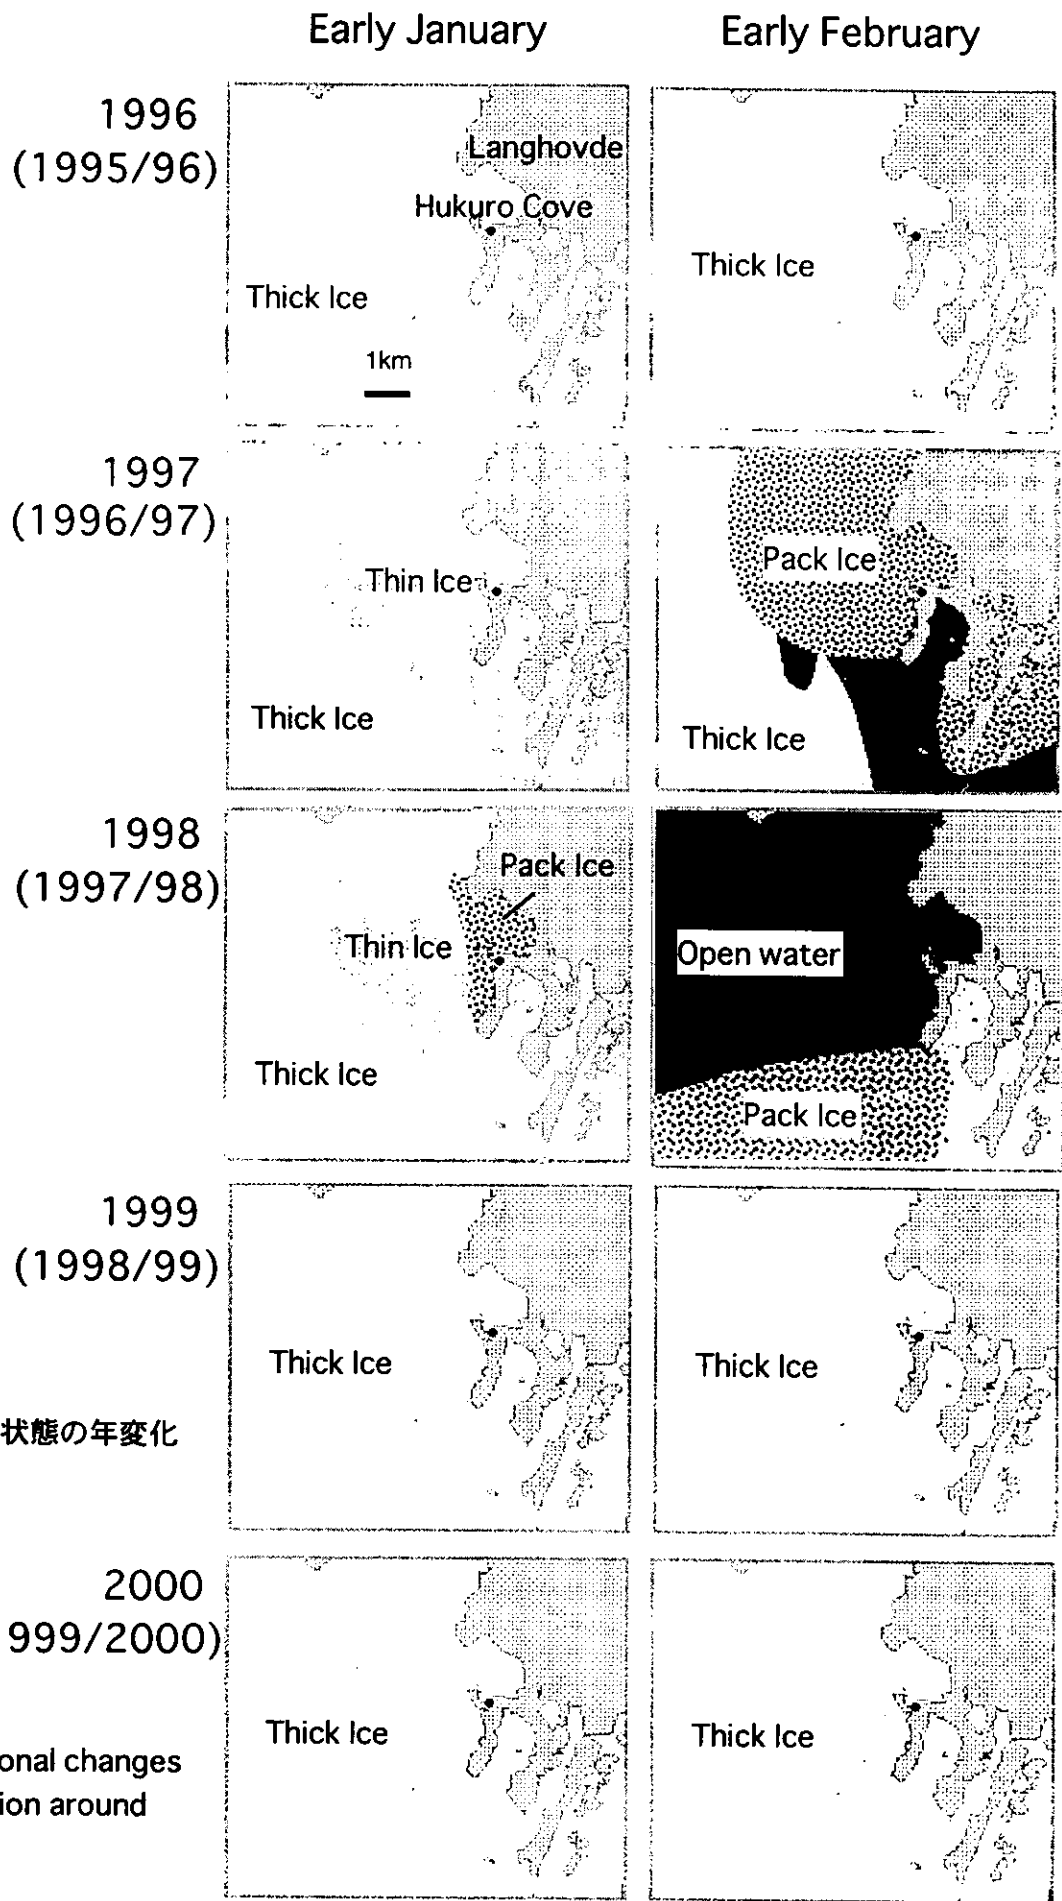 Early January
Early February
1996
(1995/96)
Langhovde
Hukuro Cove
Thick Ice
1km
Thick Ice
1997
(1996/97)
Thin Ice
Thick Ice
Pack Ice
Thick Ice
1998
(1997/98)
Pack Ice
Thin Ice
Thick Ice
Open water
Pack Ice
1999
(1998/99)
Thick Ice
Thick Ice
状態の年変化
2000
999/2000)
Thick Ice
Thick Ice
onal changes
ion around